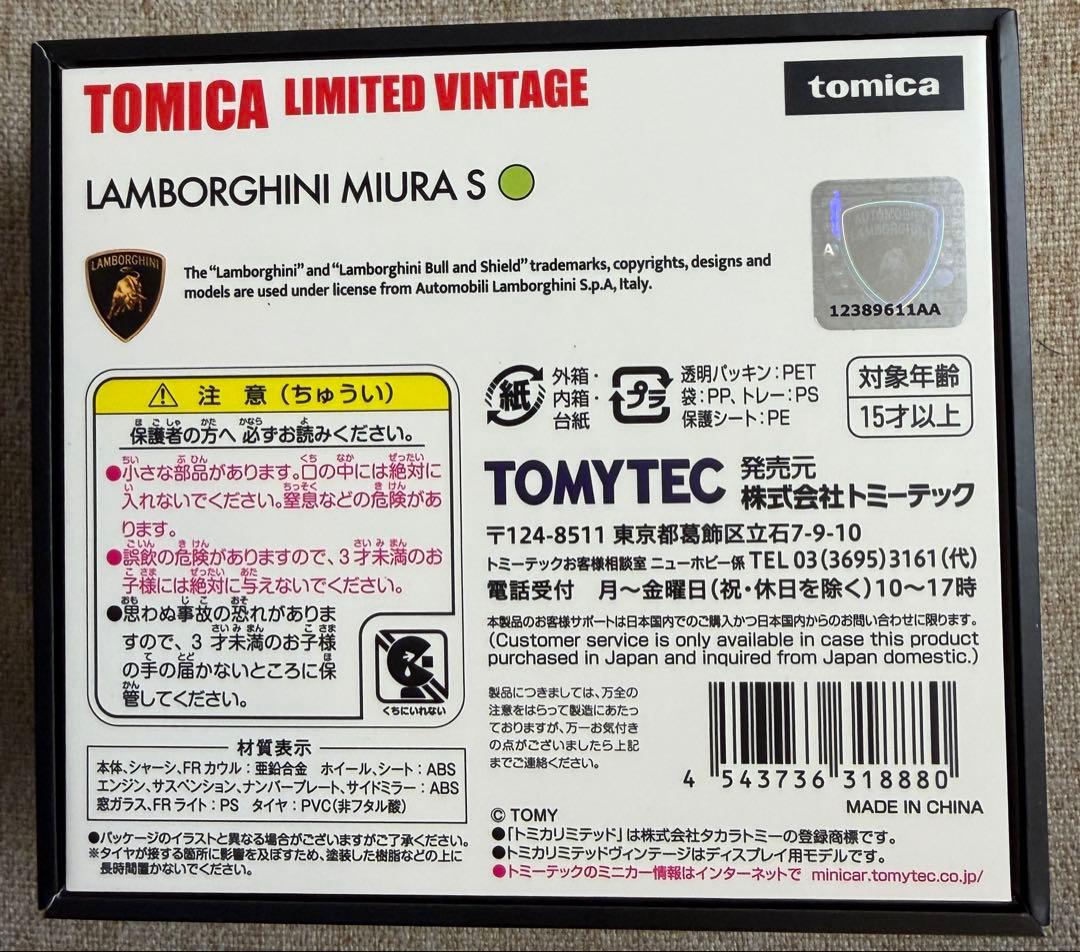 TOMICA LIMITED VINTAGE
tomica
LAMBORGHINI MIURA S
LAMBORGHINI
The “Lamborghini” and “Lamborghini Bull and Shield” trademarks, copyrights, designs and
models are used under license from Automobili Lamborghini S.p.A, Italy.
A
12389611AA
⚠ 注 意（ちゅうい）
保護者の方へ 必ずお読みください。
●小さな部品があります。口の中には絶対に
入れないでください。窒息などの危険があ
ります。
●誤飲の危険がありますので、3才未満のお
子様には絶対に与えないでください。
●思わぬ事故の恐れがありま
すので、3 才未満のお子様
の手の届かないところに保
管してください。
くちにいれない
材質表示
本体、シャーシ、FRカウル：亜鉛合金　ホイール、シート：ABS
エンジン、サスペンション、ナンバープレート、サイドミラー：ABS
窓ガラス、FRライト：PS　タイヤ：PVC(非フタル酸)
●パッケージのイラストと異なる場合がございますがご了承ください。
※タイヤが接する箇所に影響を及ぼすため、塗装した樹脂などの上に
長時間置かないでください。
紙
外箱・
内箱・
台紙
プラ
透明パッキン：PET
袋：PP、トレー：PS
保護シート：PE
対象年齢
15才以上
TOMYTEC
発売元
株式会社トミーテック
〒124-8511 東京都葛飾区立石7-9-10
トミーテックお客様相談室 ニューホビー係 TEL 03(3695)3161(代)
電話受付　月〜金曜日(祝・休日を除く)10〜17時
本製品のお客様サポートは日本国内でのご購入かつ日本国内からのお問い合わせに限ります。
(Customer service is only available in case this product
purchased in Japan and inquired from Japan domestic.)
製品につきましては、万全の
注意をはらって製造にあたっ
ておりますが、万一お気付き
の点がございましたら上記
までご連絡ください。
4 543736 318880
MADE IN CHINA
© TOMY
●「トミカリミテッド」は株式会社タカラトミーの登録商標です。
●トミカリミテッドヴィンテージはディスプレイ用モデルです。
●トミーテックのミニカー情報はインターネットで minicar.tomytec.co.jp/